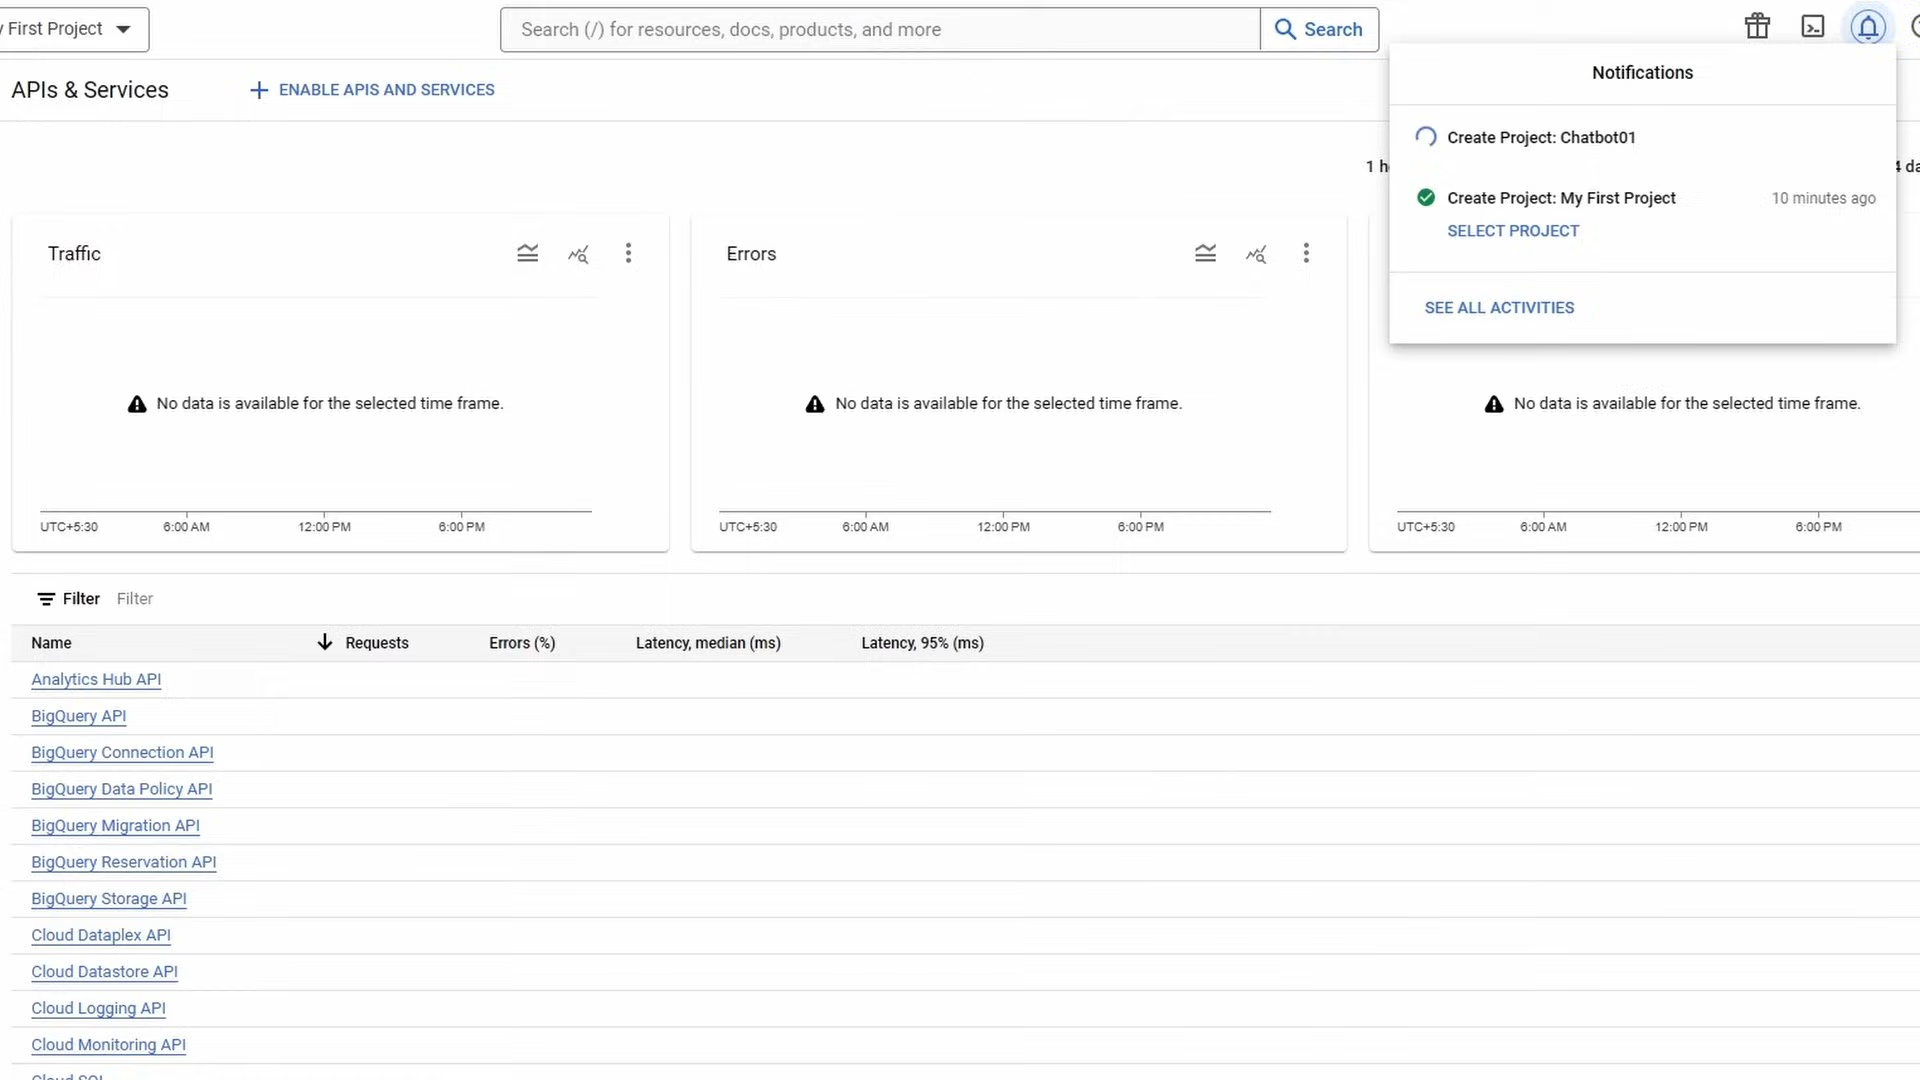 First Project
Search (/) for resources, docs, products, and more
Search
Notifications
APIs & Services
ENABLE APIS AND SERVICES
Create Project: Chatbot01
1 h
4 da
Create Project: My First Project
10 minutes ago
SELECT PROJECT
SEE ALL ACTIVITIES
Traffic
Errors
No data is available for the selected time frame.
No data is available for the selected time frame.
No data is available for the selected time frame.
UTC+5:30 6:00 AM 12:00 PM 6:00 PM
UTC+5:30 6:00 AM 12:00 PM 6:00 PM
UTC+5:30 6:00 AM 12:00 PM 6:00 PM
Filter Filter
Name Requests Errors (%) Latency, median (ms) Latency, 95% (ms)
Analytics Hub API
BigQuery API
BigQuery Connection API
BigQuery Data Policy API
BigQuery Migration API
BigQuery Reservation API
BigQuery Storage API
Cloud Dataplex API
Cloud Datastore API
Cloud Logging API
Cloud Monitoring API
Cloud SQL